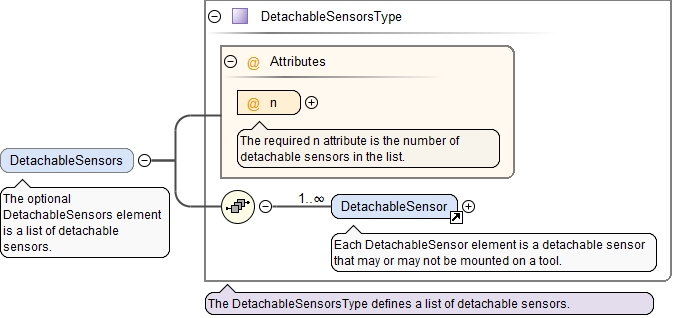 DetachableSensorsType
@ Attributes
@ n
The required n attribute is the number of
detachable sensors in the list.
DetachableSensors
The optional
DetachableSensors element
is a list of detachable
sensors.
1..∞
DetachableSensor
Each DetachableSensor element is a detachable sensor
that may or may not be mounted on a tool.
The DetachableSensorsType defines a list of detachable sensors.